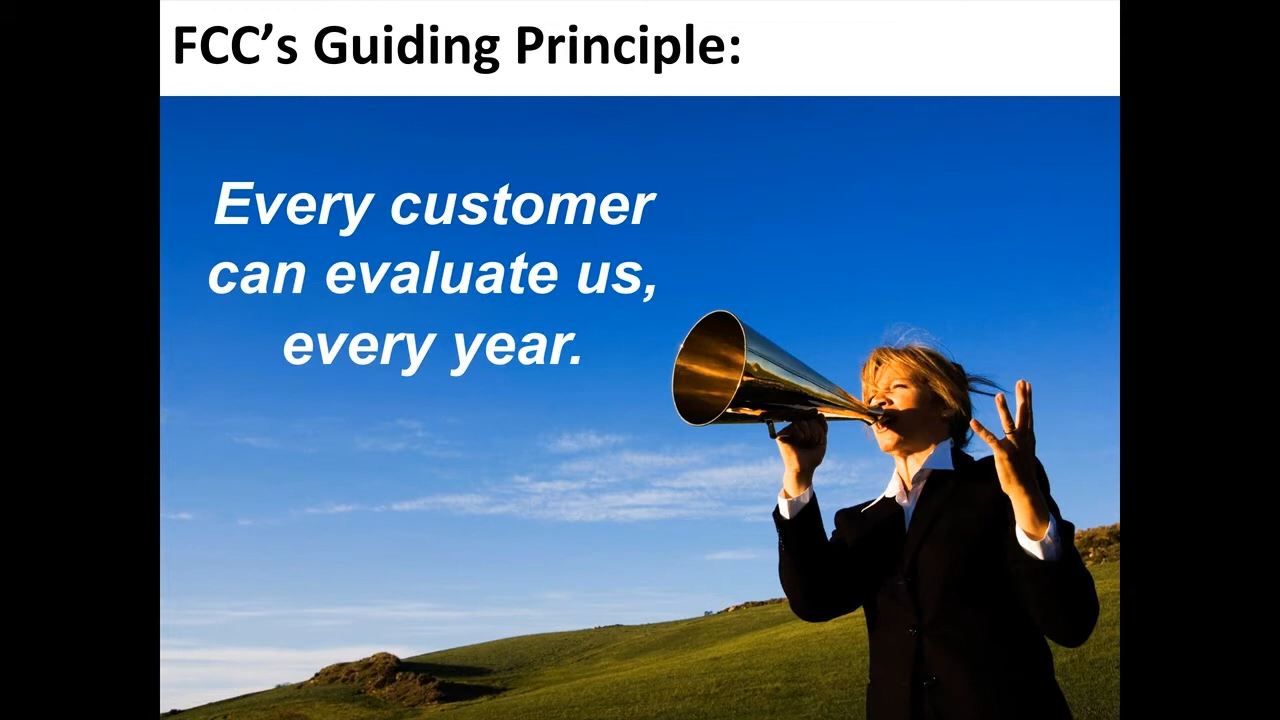 FCC’s Guiding Principle:
Every customer
can evaluate us,
every year.